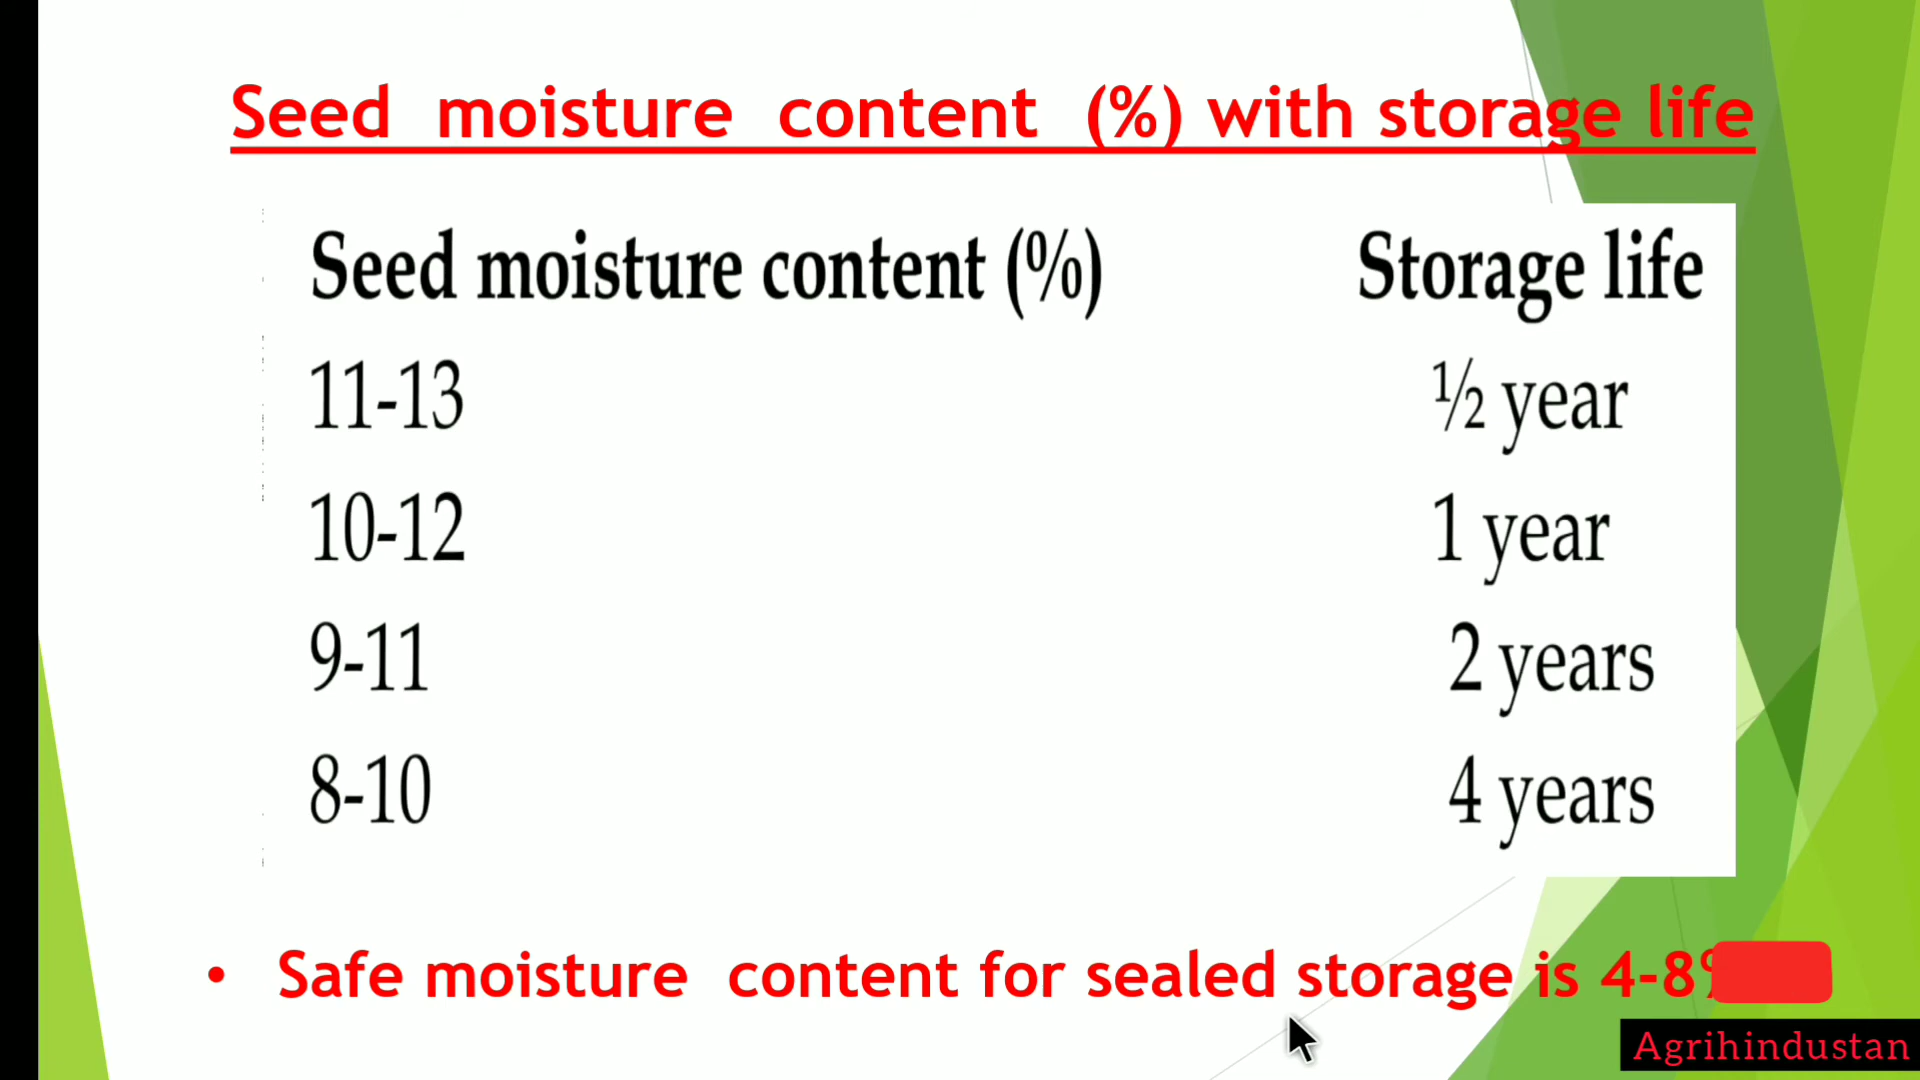 Seed moisture content (%) with storage life
Seed moisture content (%) Storage life
11-13 ½ year
10-12 1 year
9-11 2 years
8-10 4 years
• Safe moisture content for sealed storage is 4-8%
Agrihindustan